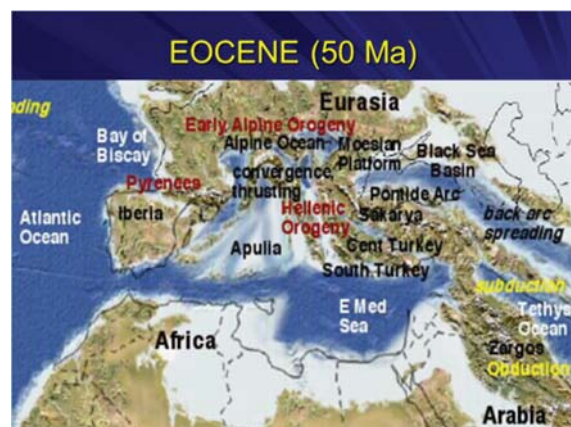 EOCENE (50 Ma)
ding
Eurasia
Early Alpine Orogeny
Bay of
Biscay
Alpine Ocean
Moesian
Platform
Black Sea
Basin
convergence,
thrusting
Pyrenees
Iberia
Pontide Arc
Hellenic
Orogeny
Sakarya
back arc
spreading
Atlantic
Ocean
Apulia
Cent Turkey
South Turkey
subduction
E Med
Sea
Tethys
Ocean
Africa
Zargos
Obduction
Arabia